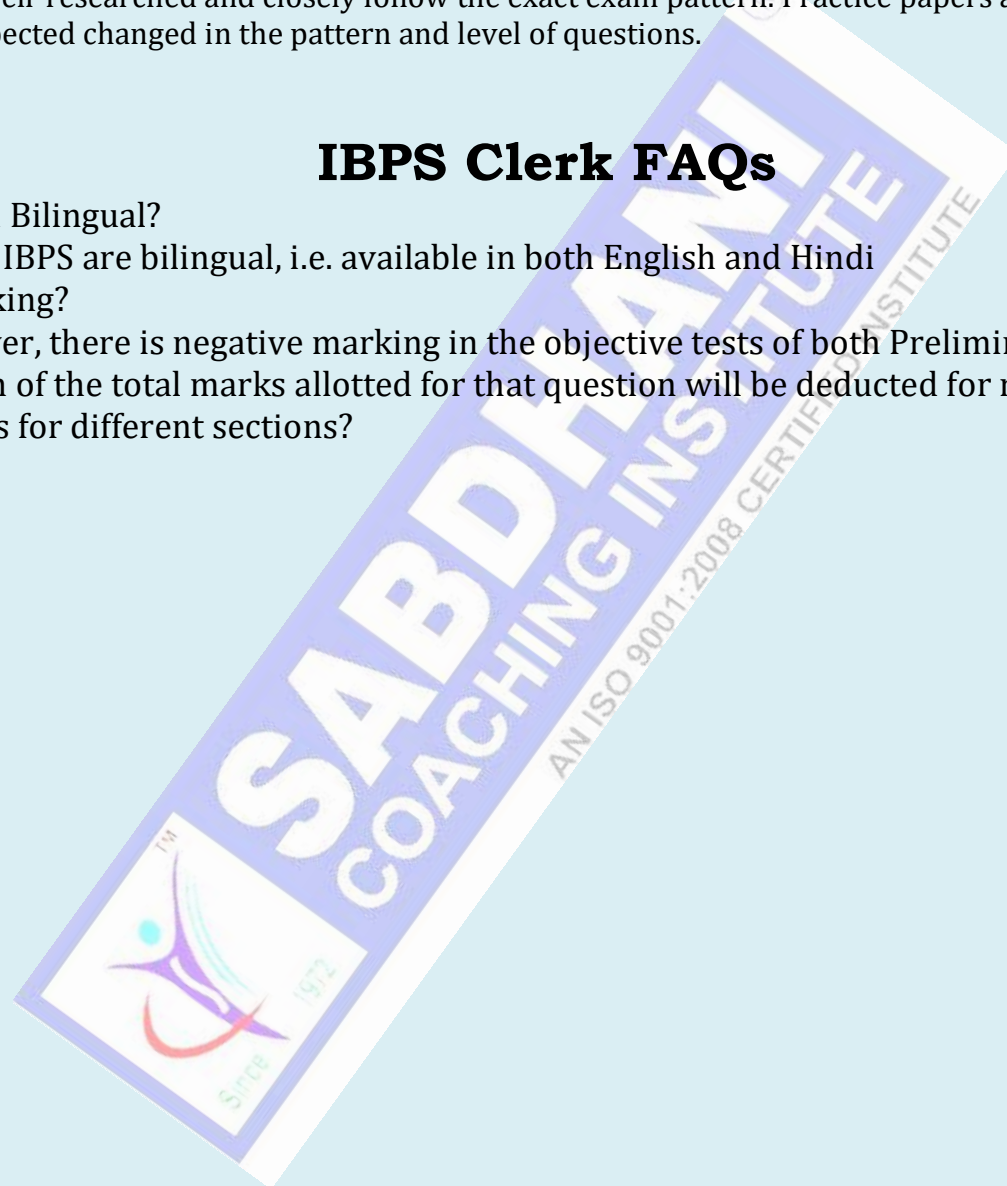 researched and closely follow the exact exam pattern. Practice papers
pected changed in the pattern and level of questions.
IBPS Clerk FAQs
Bilingual?
IBPS are bilingual, i.e. available in both English and Hindi
king?
er, there is negative marking in the objective tests of both Prelimin
of the total marks allotted for that question will be deducted for
s for different sections?
SABDHANI
COACHING INSTITUTE
AN ISO 9001:2008 CERTIFIED INSTITUTE
TM
Since 1972